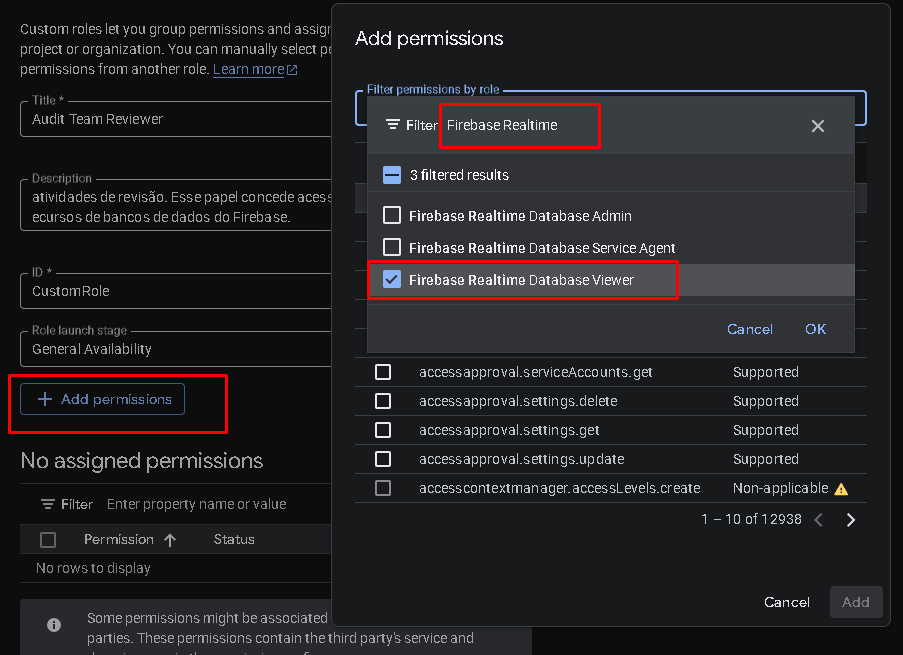 Custom roles let you group permissions and assig
project or organization. You can manually select pe
permissions from another role. Learn more
Title *
Audit Team Reviewer
Description
atividades de revisão. Esse papel concede aces
ecursos de bancos de dados do Firebase.
ID *
CustomRole
Role launch stage
General Availability
Add permissions
No assigned permissions
Filter Enter property name or value
Permission Status
No rows to display
Some permissions might be associated
parties. These permissions contain the third party's service and
Add permissions
Filter permissions by role
Filter Firebase Realtime
3 filtered results
Firebase Realtime Database Admin
Firebase Realtime Database Service Agent
Firebase Realtime Database Viewer
Cancel OK
accessapproval.serviceAccounts.get Supported
accessapproval.settings.delete Supported
accessapproval.settings.get Supported
accessapproval.settings.update Supported
accesscontextmanager.accessLevels.create Non-applicable
1 – 10 of 12938
Cancel Add